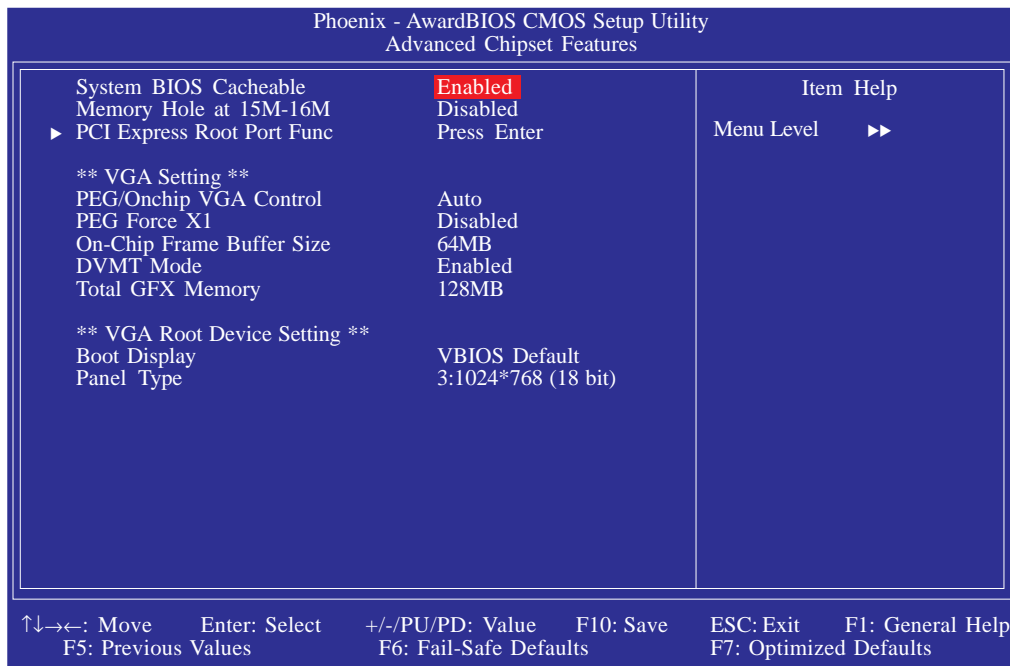 Phoenix - AwardBIOS CMOS Setup Utility
Advanced Chipset Features
System BIOS Cacheable Enabled
Memory Hole at 15M-16M Disabled
▶ PCI Express Root Port Func Press Enter
** VGA Setting **
PEG/Onchip VGA Control Auto
PEG Force X1 Disabled
On-Chip Frame Buffer Size 64MB
DVMT Mode Enabled
Total GFX Memory 128MB
** VGA Root Device Setting **
Boot Display VBIOS Default
Panel Type 3:1024*768 (18 bit)
Item Help
Menu Level ▶▶
↑↓→←: Move Enter: Select +/-/PU/PD: Value F10: Save ESC: Exit F1: General Help
F5: Previous Values F6: Fail-Safe Defaults F7: Optimized Defaults